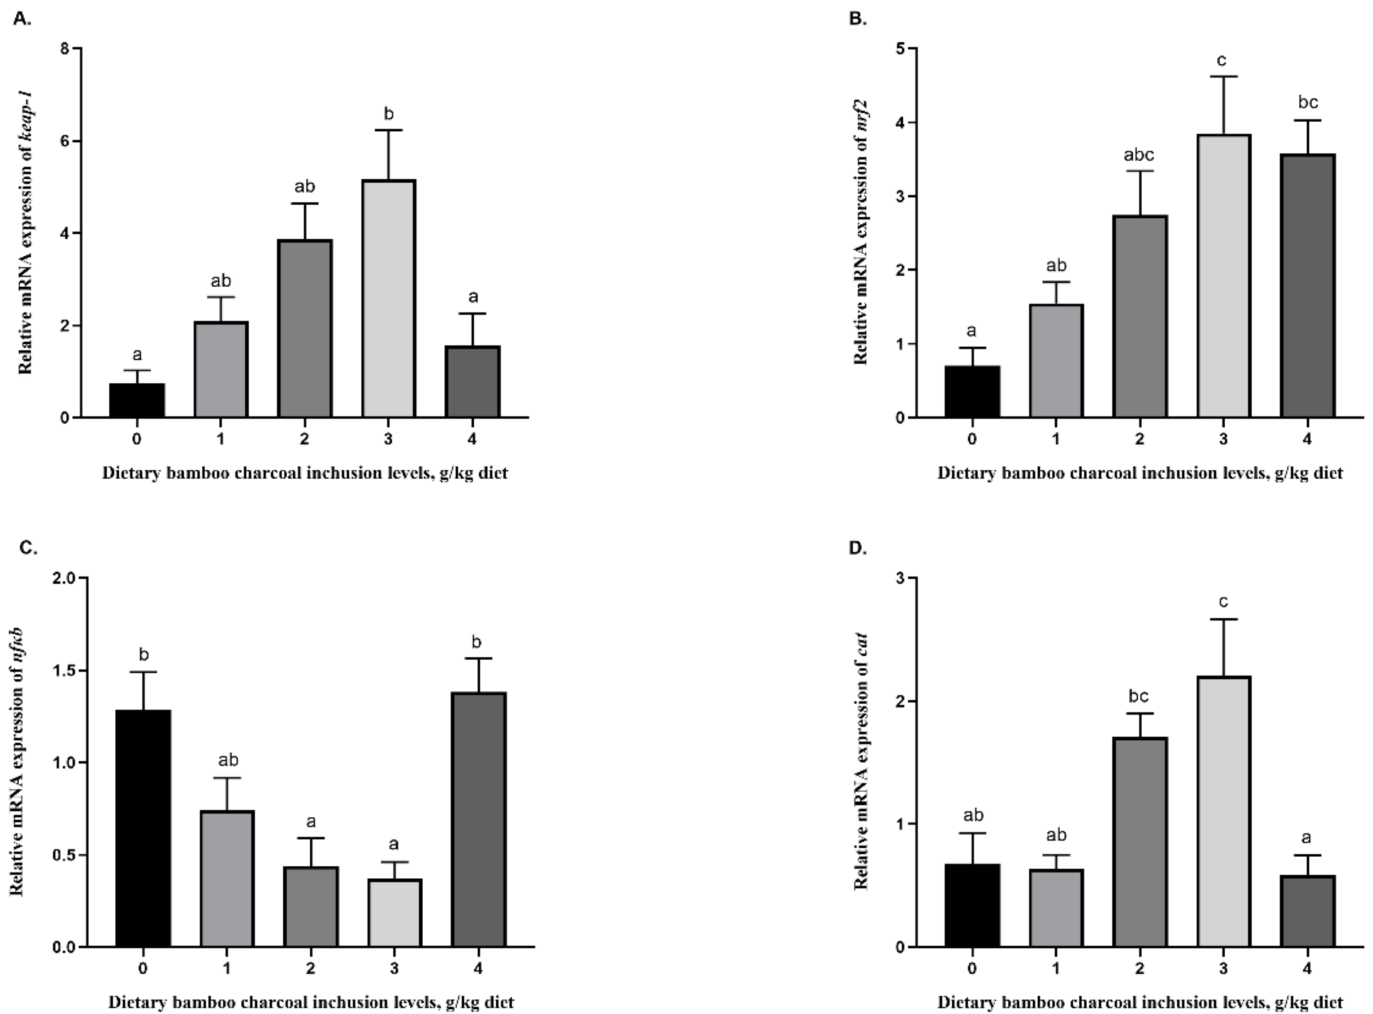 A.
Relative mRNA expression of keap-1
8
6
4
2
0
a
ab
ab
b
a
0 1 2 3 4
Dietary bamboo charcoal inchusion levels, g/kg diet
B.
Relative mRNA expression of nrf2
5
4
3
2
1
0
a
ab
abc
c
bc
0 1 2 3 4
Dietary bamboo charcoal inchusion levels, g/kg diet
C.
Relative mRNA expression of nfκb
2.0
1.5
1.0
0.5
0.0
b
ab
a
a
b
0 1 2 3 4
Dietary bamboo charcoal inchusion levels, g/kg diet
D.
Relative mRNA expression of cat
3
2
1
0
ab
ab
bc
c
a
0 1 2 3 4
Dietary bamboo charcoal inchusion levels, g/kg diet